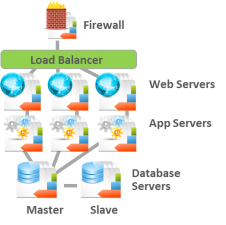 Firewall
Load Balancer
Web Servers
App Servers
Database
Servers
Master
Slave